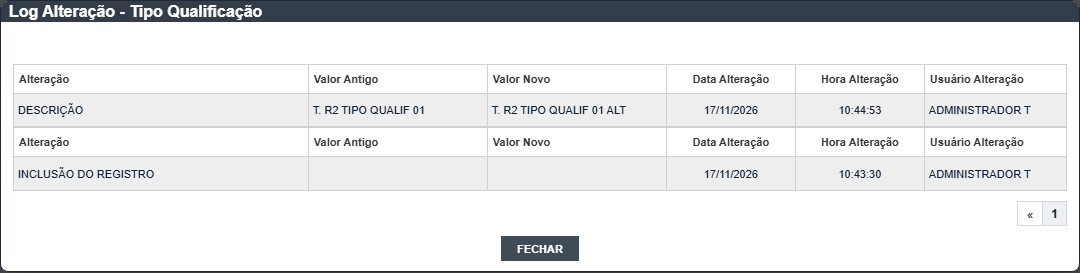 Log Alteração - Tipo Qualificação
Alteração Valor Antigo Valor Novo Data Alteração Hora Alteração Usuário Alteração
DESCRIÇÃO T. R2 TIPO QUALIF 01 T. R2 TIPO QUALIF 01 ALT 17/11/2026 10:44:53 ADMINISTRADOR T
Alteração Valor Antigo Valor Novo Data Alteração Hora Alteração Usuário Alteração
INCLUSÃO DO REGISTRO 17/11/2026 10:43:30 ADMINISTRADOR T
« 1
FECHAR